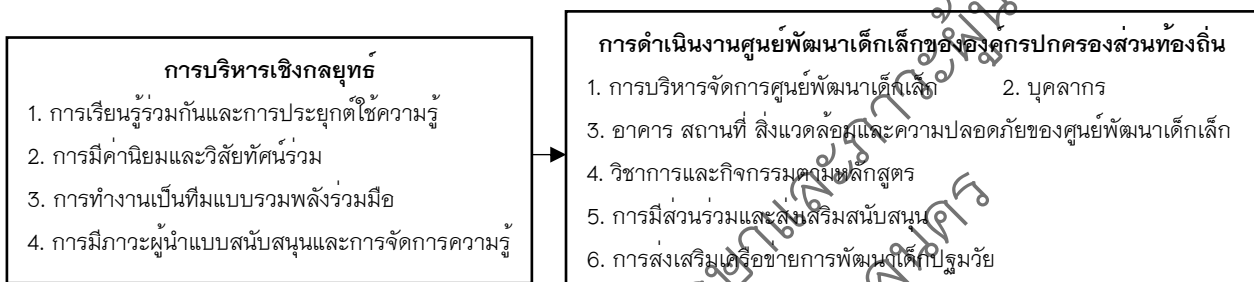 การบริหารเชิงกลยุทธ์
1. การเรียนรู้ร่วมกันและการประยุกต์ใช้ความรู้
2. การมีค่านิยมและวิสัยทัศน์ร่วม
3. การทำงานเป็นทีมแบบรวมพลังร่วมมือ
4. การมีภาวะผู้นำแบบสนับสนุนและการจัดการความรู้
การดำเนินงานศูนย์พัฒนาเด็กเล็กขององค์กรปกครองส่วนท้องถิ่น
1. การบริหารจัดการศูนย์พัฒนาเด็กเล็ก 2. บุคลากร
3. อาคาร สถานที่ สิ่งแวดล้อมและความปลอดภัยของศูนย์พัฒนาเด็กเล็ก
4. วิชาการและกิจกรรมตามหลักสูตร
5. การมีส่วนร่วมและส่งเสริมสนับสนุน
6. การส่งเสริมเครือข่ายการพัฒนาเด็กปฐมวัย